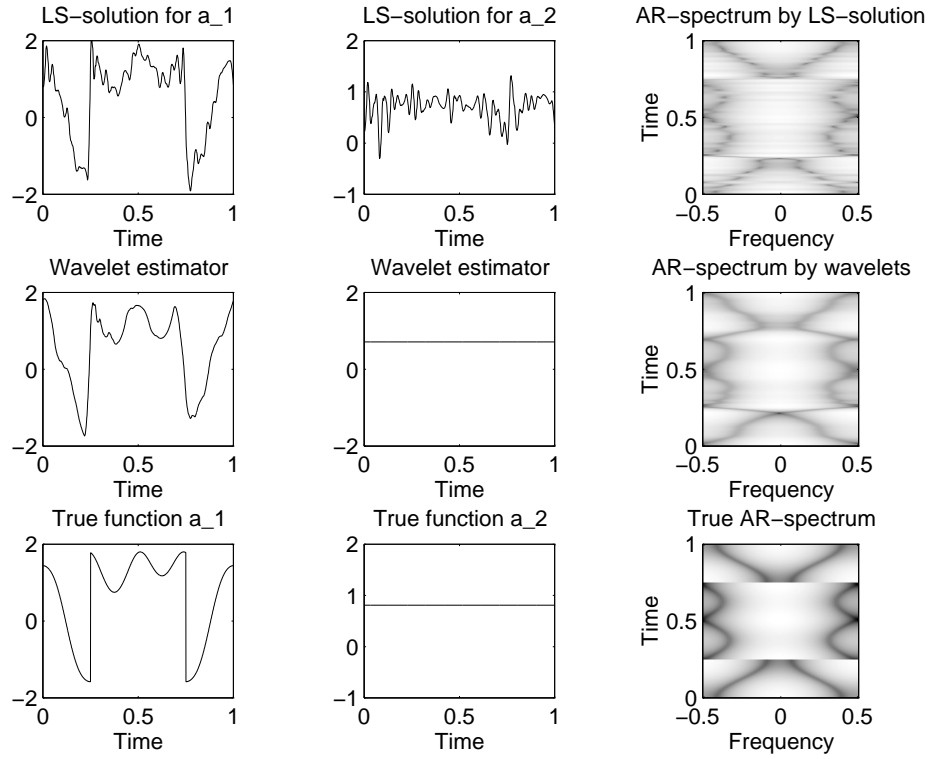 LS−solution for a_1
2
0
−2
0
0.5
1
Time
LS−solution for a_2
2
1
0
−1
0
0.5
1
Time
AR−spectrum by LS−solution
1
0.5
0
Time
−0.5
0
0.5
Frequency
Wavelet estimator
2
0
−2
0
0.5
1
Time
Wavelet estimator
2
1
0
−1
−2
0
0.5
1
Time
AR−spectrum by wavelets
1
0.5
0
Time
−0.5
0
0.5
Frequency
True function a_1
2
0
−2
0
0.5
1
Time
True function a_2
2
1
0
−1
0
0.5
1
Time
True AR−spectrum
1
0.5
0
Time
−0.5
0
0.5
Frequency